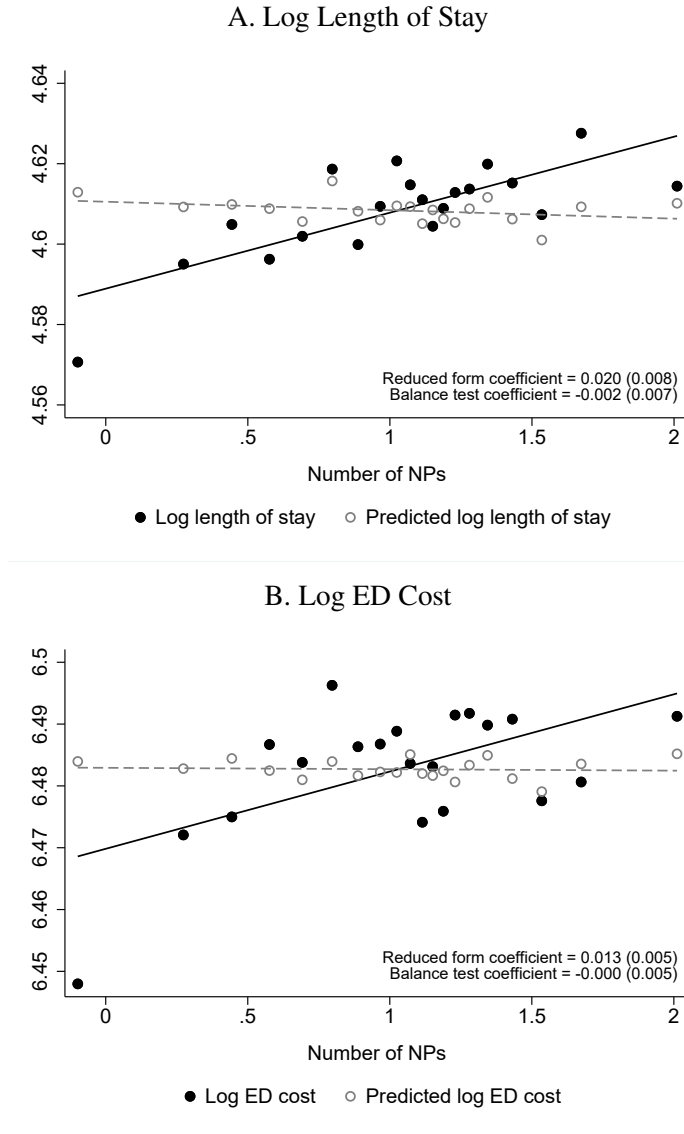 A. Log Length of Stay
4.64
4.62
4.6
4.58
4.56
Reduced form coefficient = 0.020 (0.008)
Balance test coefficient = -0.002 (0.007)
0 .5 1 1.5 2
Number of NPs
Log length of stay Predicted log length of stay
B. Log ED Cost
6.5
6.49
6.48
6.47
6.46
6.45
Reduced form coefficient = 0.013 (0.005)
Balance test coefficient = -0.000 (0.005)
0 .5 1 1.5 2
Number of NPs
Log ED cost Predicted log ED cost